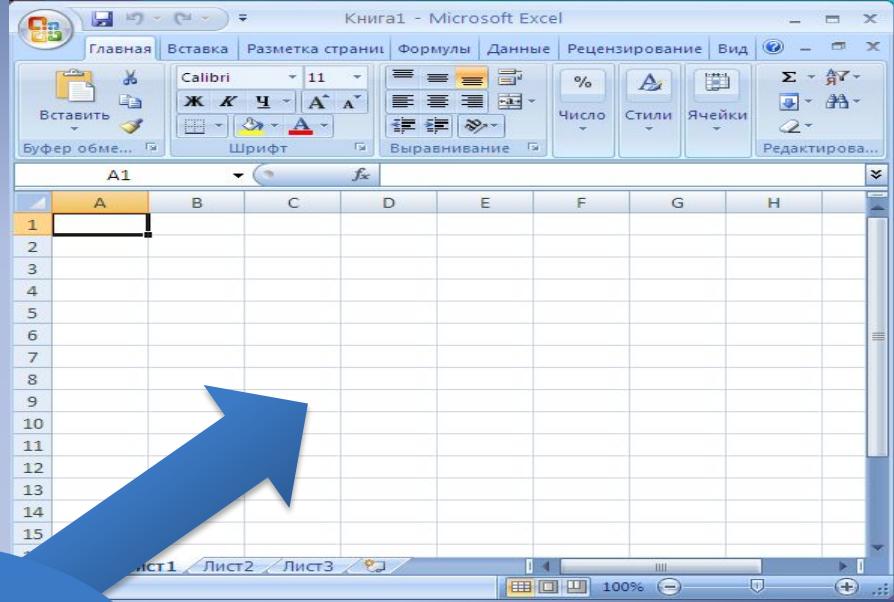 Книга1 - Microsoft Excel
Главная Вставка Разметка страниц Формулы Данные Рецензирование Вид
Calibri 11 % Σ
Ж К Ч А А
Вставить Число Стили Ячейки
А
Буфер обме... Шрифт Выравнивание Редактирова...
A1 fx
A B C D E F G H
1
2
3
4
5
6
7
8
9
10
11
12
13
14
15
Лист2 Лист3
100%